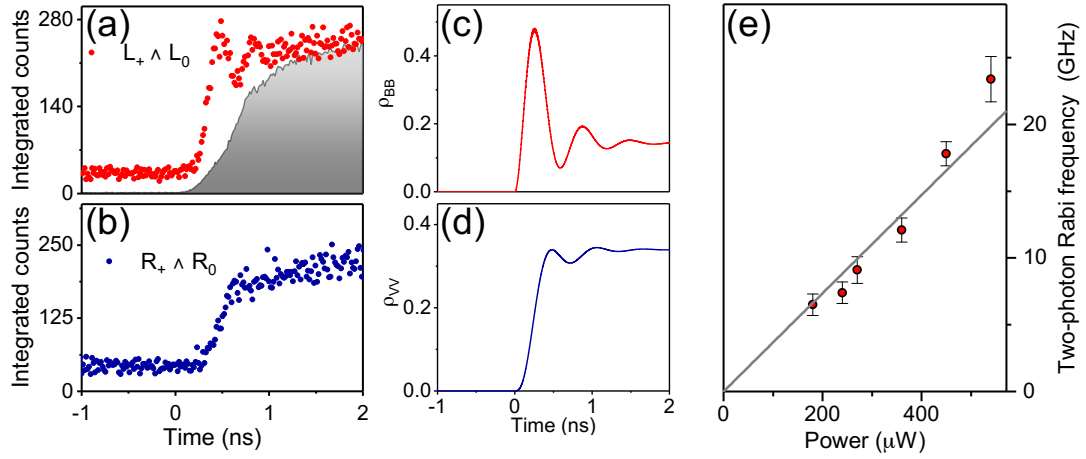 (a)
Integrated counts
280
140
0
L₊ ∧ L₀
(b)
Integrated counts
250
125
0
R₊ ∧ R₀
-1 0 1 2
Time (ns)
(c)
ρBB
0.4
0.2
0.0
(d)
ρVV
0.4
0.2
0.0
-1 0 1 2
Time (ns)
(e)
20
10
0
Two-photon Rabi frequency (GHz)
0 200 400
Power (μW)